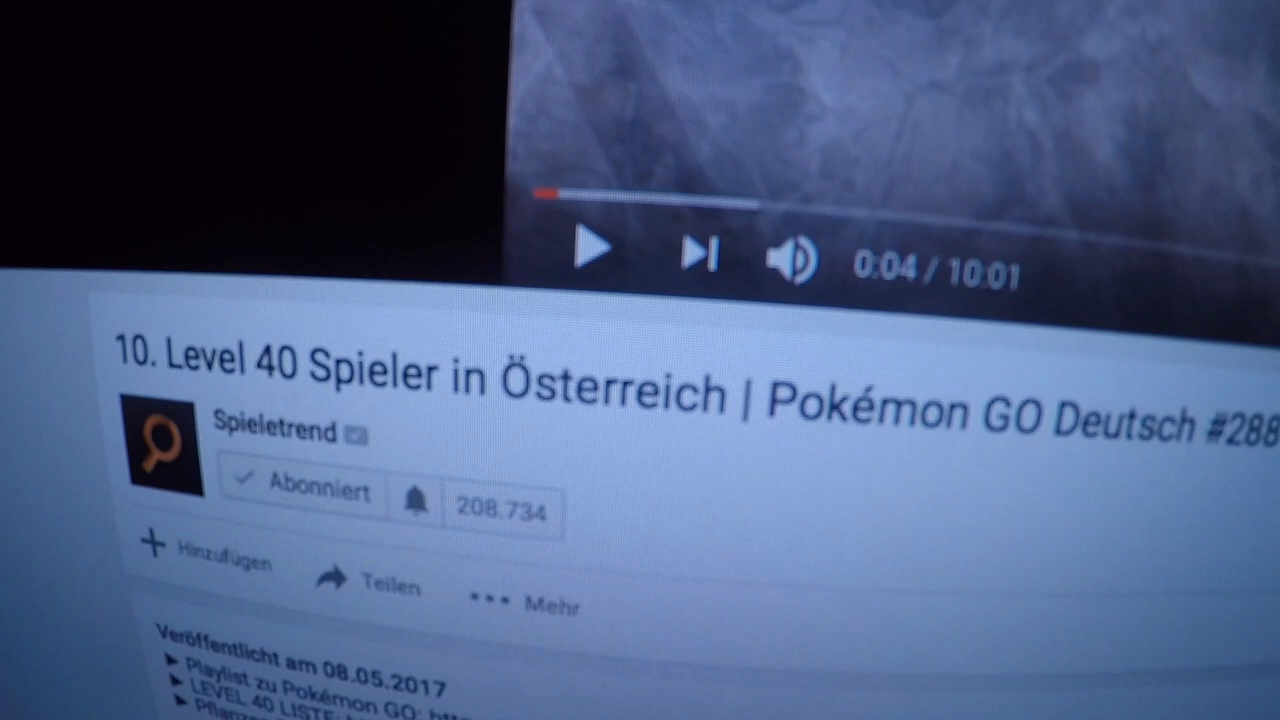 0:04 / 10:01
10. Level 40 Spieler in Österreich | Pokémon GO Deutsch #288
Spieletrend
Abonniert 208.734
Hinzufügen Teilen Mehr
Veröffentlicht am 08.05.2017
► Playlist zu Pokémon GO:
► LEVEL 40 LISTE: